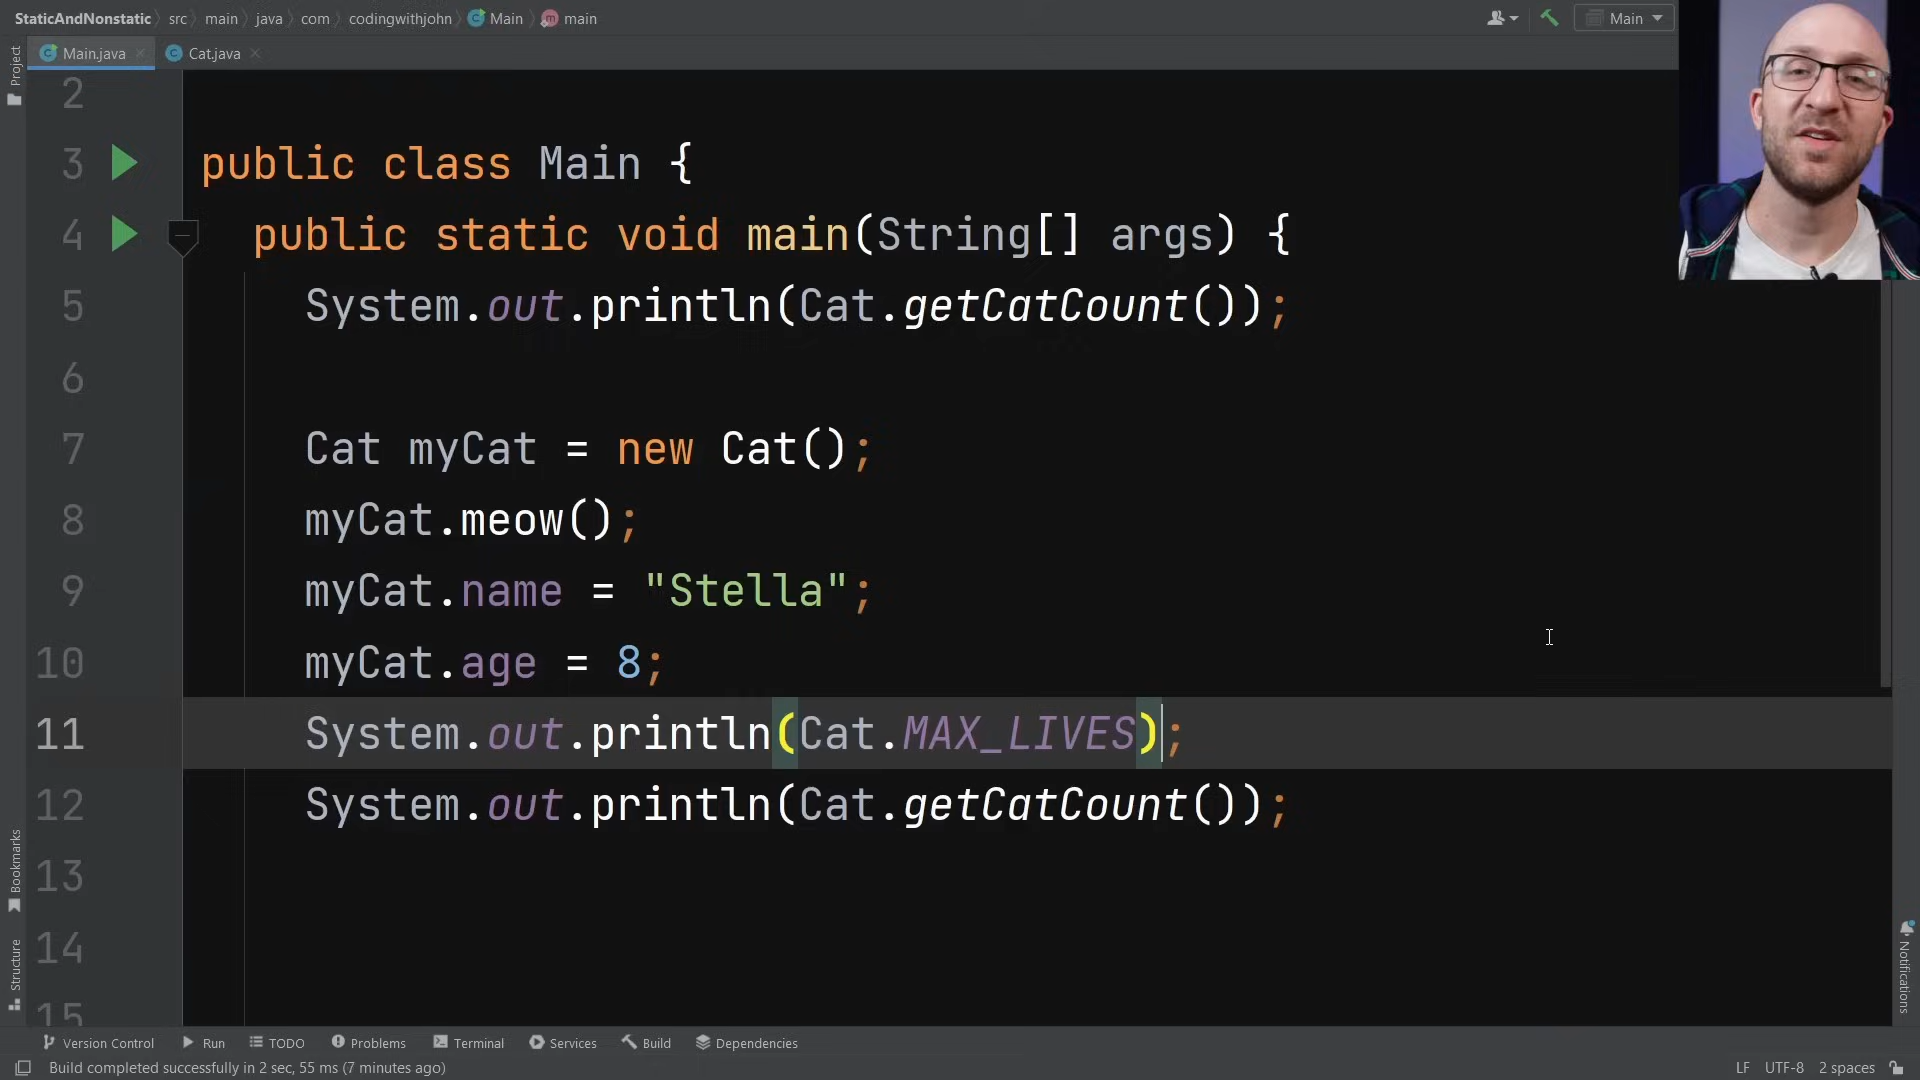 StaticAndNonstatic src main java com codingwithjohn Main main
Main
Main.java Cat.java
Project
2
3 public class Main {
4 public static void main(String[] args) {
5 System.out.println(Cat.getCatCount());
6
7 Cat myCat = new Cat();
8 myCat.meow();
9 myCat.name = "Stella";
10 myCat.age = 8;
11 System.out.println(Cat.MAX_LIVES);
12 System.out.println(Cat.getCatCount());
13
14
15
Bookmarks
Structure
Notifications
Version Control Run TODO Problems Terminal Services Build Dependencies
Build completed successfully in 2 sec, 55 ms (7 minutes ago) LF UTF-8 2 spaces